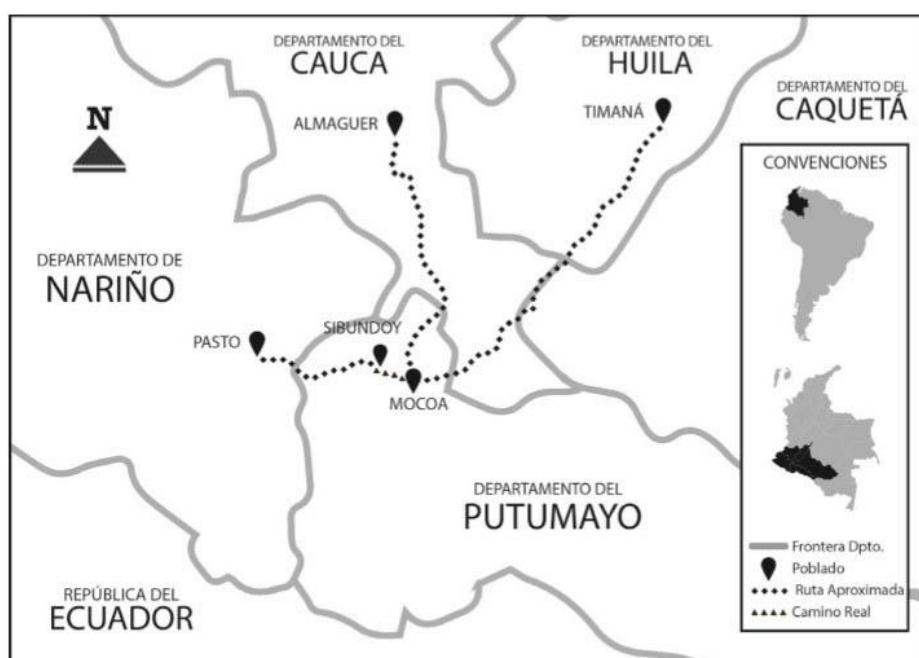 DEPARTAMENTO DEL
CAUCA
DEPARTAMENTO DEL
HUILA
DEPARTAMENTO DEL
CAQUETÁ
N
ALMAGUER
TIMANÁ
CONVENCIONES
DEPARTAMENTO DE
NARIÑO
PASTO
SIBUNDOY
MOCOA
DEPARTAMENTO DEL
PUTUMAYO
REPÚBLICA DEL
ECUADOR
Frontera Dpto.
Poblado
Ruta Aproximada
Camino Real